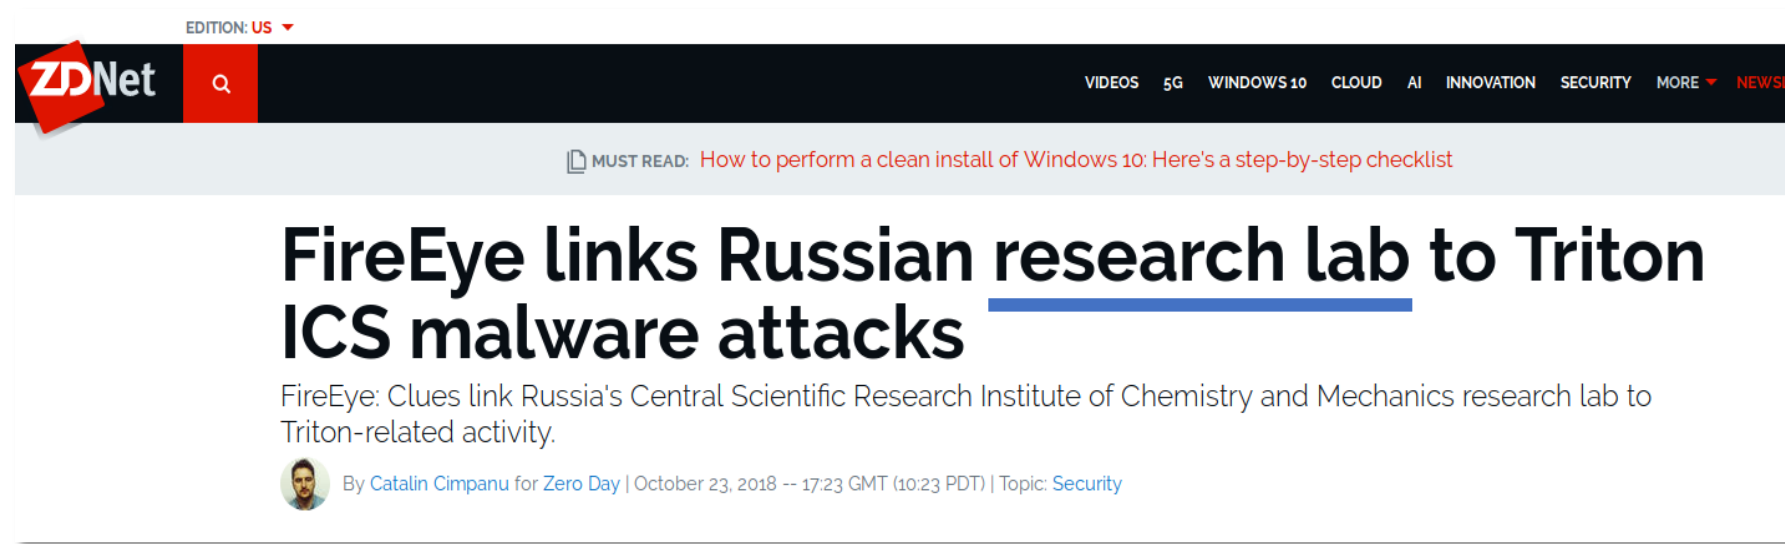 EDITION: US
ZDNet
VIDEOS 5G WINDOWS 10 CLOUD AI INNOVATION SECURITY MORE
MUST READ: How to perform a clean install of Windows 10: Here's a step-by-step checklist
FireEye links Russian research lab to Triton
ICS malware attacks
FireEye: Clues link Russia's Central Scientific Research Institute of Chemistry and Mechanics research lab to
Triton-related activity.
By Catalin Cimpanu for Zero Day | October 23, 2018 -- 17:23 GMT (10:23 PDT) | Topic: Security